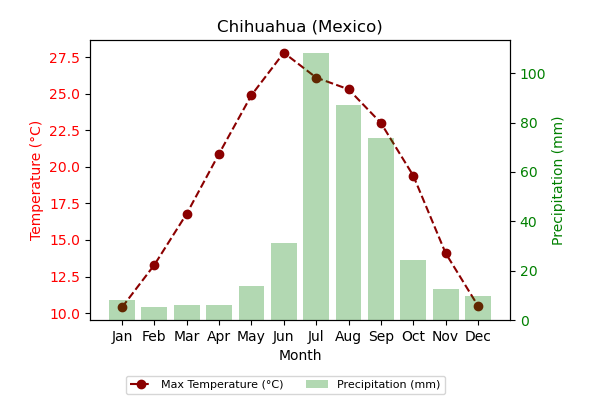 Chihuahua (Mexico)
27.5
25.0
22.5
20.0
17.5
15.0
12.5
10.0
Temperature (°C)
100
80
60
40
20
0
Precipitation (mm)
Jan Feb Mar Apr May Jun Jul Aug Sep Oct Nov Dec
Month
Max Temperature (°C) Precipitation (mm)